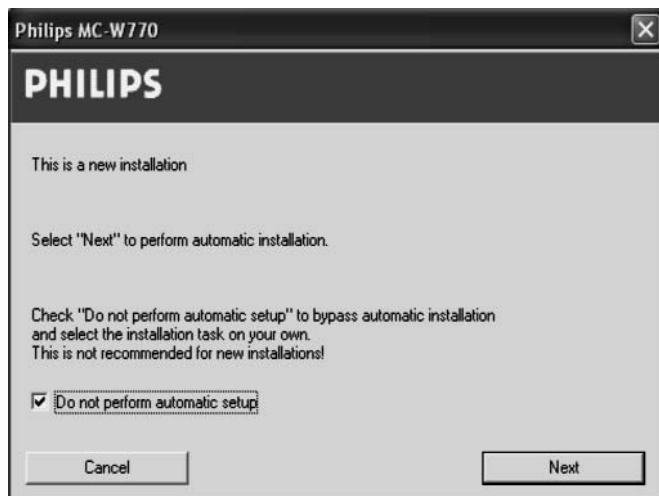 Philips MC-W770
PHILIPS
This is a new installation
Select "Next" to perform automatic installation.
Check "Do not perform automatic setup" to bypass automatic installation
and select the installation task on your own.
This is not recommended for new installations!
Do not perform automatic setup
Cancel
Next